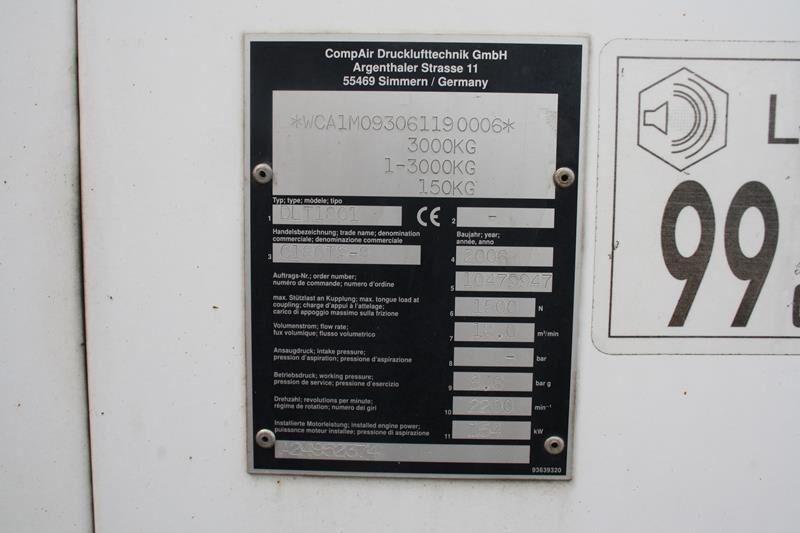 CompAir Drucklufttechnik GmbH
Argenthaler Strasse 11
55469 Simmern / Germany
*WCA1M093061190006*
3000KG
1-3000KG
150KG
Typ; type; modèle; tipo
1 DLT1801
CE
2 -
Handelsbezeichnung; trade name; denomination
commerciale; denominazione commerciale
3
Baujahr; year;
année, anno
4 2006
Auftrags-Nr.; order number;
numéro de commande; numero d'ordine
5 10475947
max. Stützlast an Kupplung; max. tongue load at
coupling; charge d'appui à l'attelage;
carico di appoggio massimo sulla frizione
6 1500 N
Volumenstrom; flow rate;
fux volumique; flusso volumetrico
7 m³/min
Ansaugdruck; intake pressure;
pression d'aspiration; pressione d'aspirazione
8 - bar
Betriebsdruck; working pressure;
pression de service; pressione d'esercizio
9 bar g
Drehzahl; revolutions per minute;
régime de rotation; numero dei giri
10 2200 min⁻¹
Installierte Motorleistung; installed engine power;
puissance moteur installee; pressione di aspirazione
11 kW
93639320
L
99